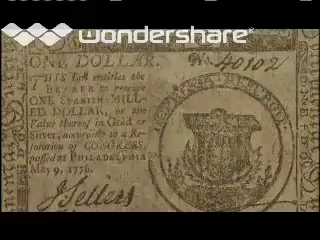 wondershare®
ONE DOLLAR.
No. 40102
THIS Bill entitles the
BEARER to receive
ONE SPANISH MILL-
ED DOLLAR, or the
Value thereof in Gold or
Silver, according to a Re-
solution of CONGRESS,
passed at PHILADELPHIA
May 9, 1776.
J Sellers